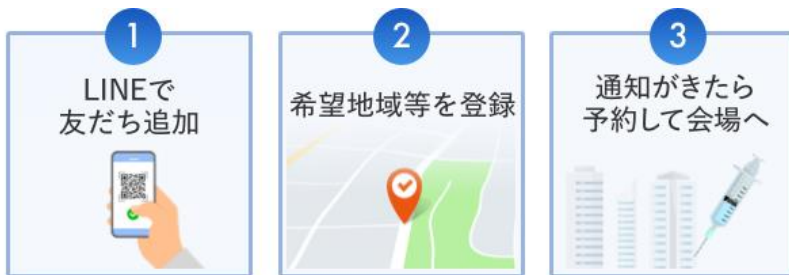 1
LINEで
友だち追加
2
希望地域等を登録
3
通知がきたら
予約して会場へ